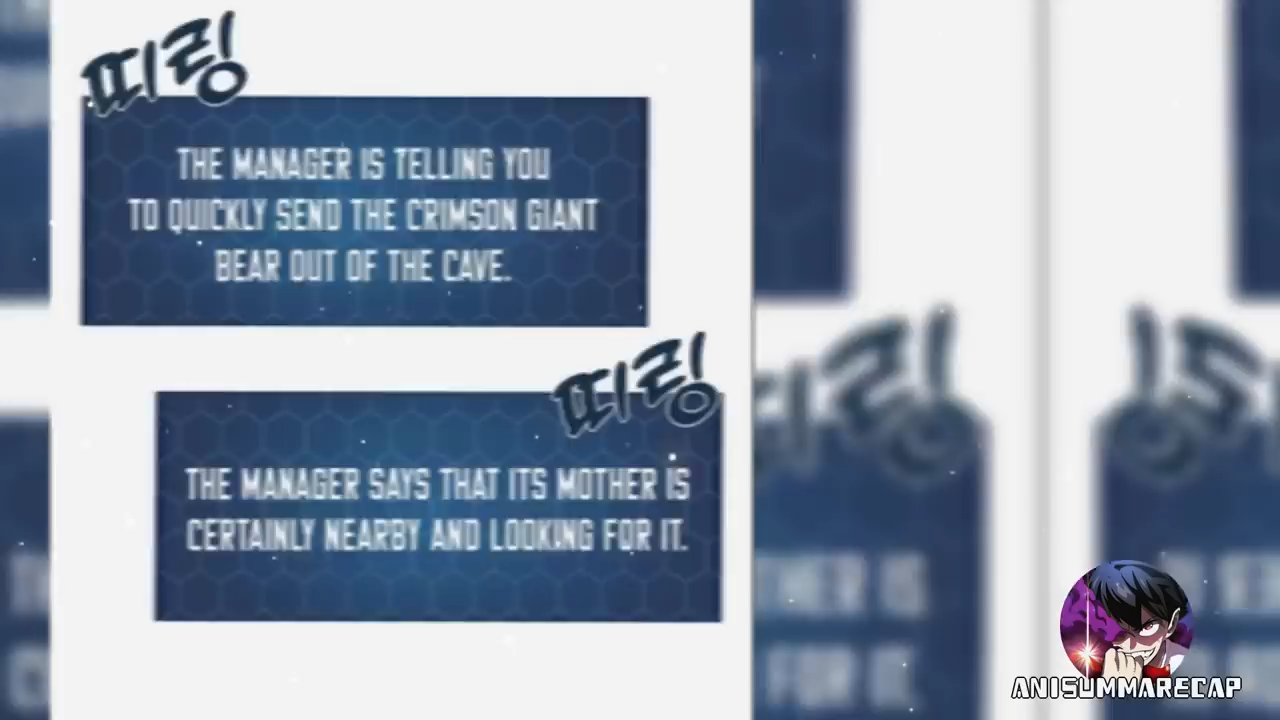 띠링
THE MANAGER IS TELLING YOU
TO QUICKLY SEND THE CRIMSON GIANT
BEAR OUT OF THE CAVE.
띠링
THE MANAGER SAYS THAT ITS MOTHER IS
CERTAINLY NEARBY AND LOOKING FOR IT.
ANISUMMARECAP